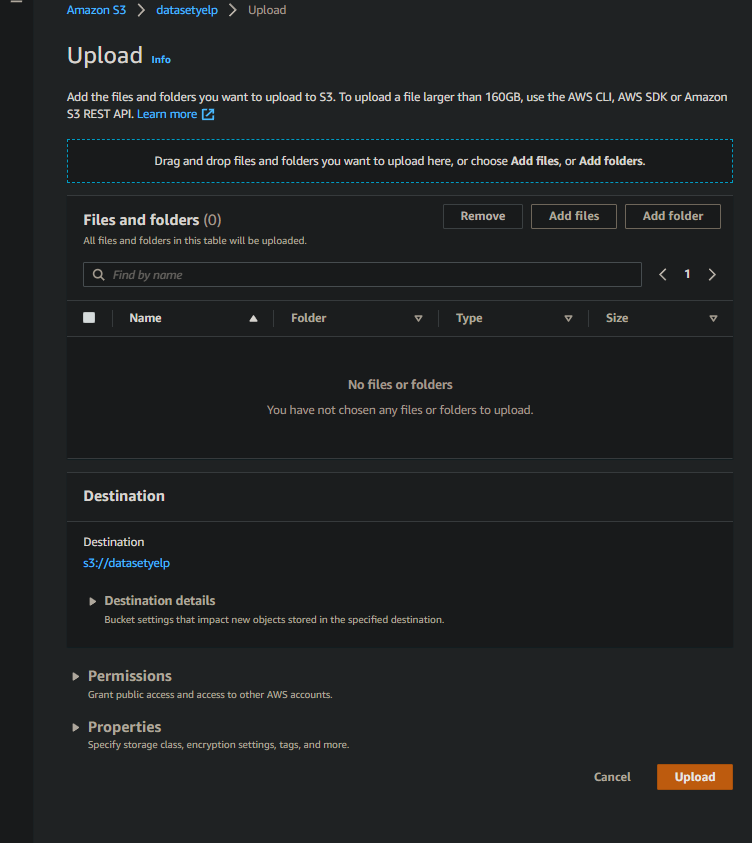 Amazon S3 > datasetyelp > Upload
Upload Info
Add the files and folders you want to upload to S3. To upload a file larger than 160GB, use the AWS CLI, AWS SDK or Amazon
S3 REST API. Learn more
Drag and drop files and folders you want to upload here, or choose Add files, or Add folders.
Files and folders (0)
Remove
Add files
Add folder
All files and folders in this table will be uploaded.
Find by name
1
Name
Folder
Type
Size
No files or folders
You have not chosen any files or folders to upload.
Destination
Destination
s3://datasetyelp
Destination details
Bucket settings that impact new objects stored in the specified destination.
Permissions
Grant public access and access to other AWS accounts.
Properties
Specify storage class, encryption settings, tags, and more.
Cancel
Upload